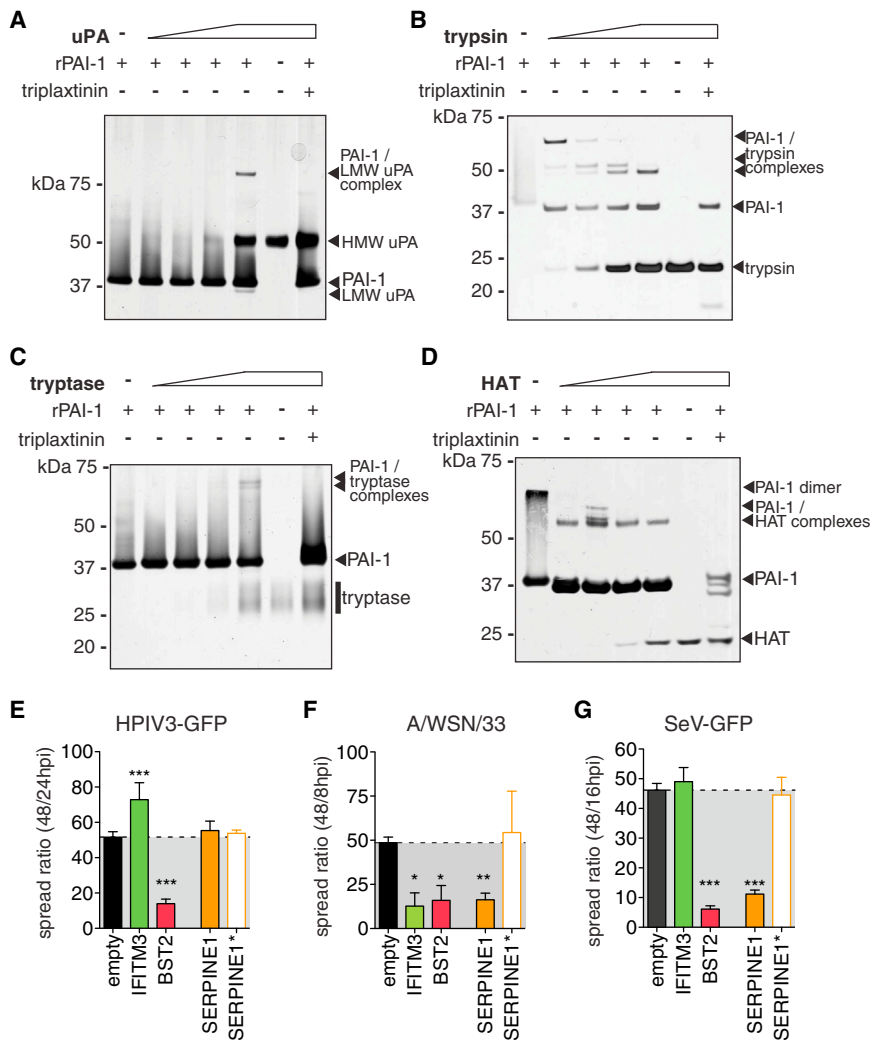 A
uPA -
rPAI-1 + + + + + - +
triplaxtinin - - - - - - +
kDa 75 -
50 -
37 -
PAI-1 /
LMW uPA
complex
HMW uPA
PAI-1
LMW uPA
B
trypsin -
rPAI-1 + + + + + - +
triplaxtinin - - - - - - +
kDa 75 -
50 -
37 -
25 -
20 -
PAI-1 /
trypsin
complexes
PAI-1
trypsin
C
tryptase -
rPAI-1 + + + + + - +
triplaxtinin - - - - - - +
kDa 75 -
50 -
37 -
25 -
20 -
PAI-1 /
tryptase
complexes
PAI-1
tryptase
D
HAT -
rPAI-1 + + + + + - +
triplaxtinin - - - - - - +
kDa 75 -
50 -
37 -
25 -
PAI-1 dimer
PAI-1 /
HAT complexes
PAI-1
HAT
E
HPIV3-GFP
spread ratio (48/24hpi)
100
80
60
40
20
0
***
***
empty
IFITM3
BST2
SERPINE1
SERPINE1*
F
A/WSN/33
spread ratio (48/8hpi)
100
75
50
25
0
* * **
empty
IFITM3
BST2
SERPINE1
SERPINE1*
G
SeV-GFP
spread ratio (48/16hpi)
60
50
40
30
20
10
0
*** ***
empty
IFITM3
BST2
SERPINE1
SERPINE1*